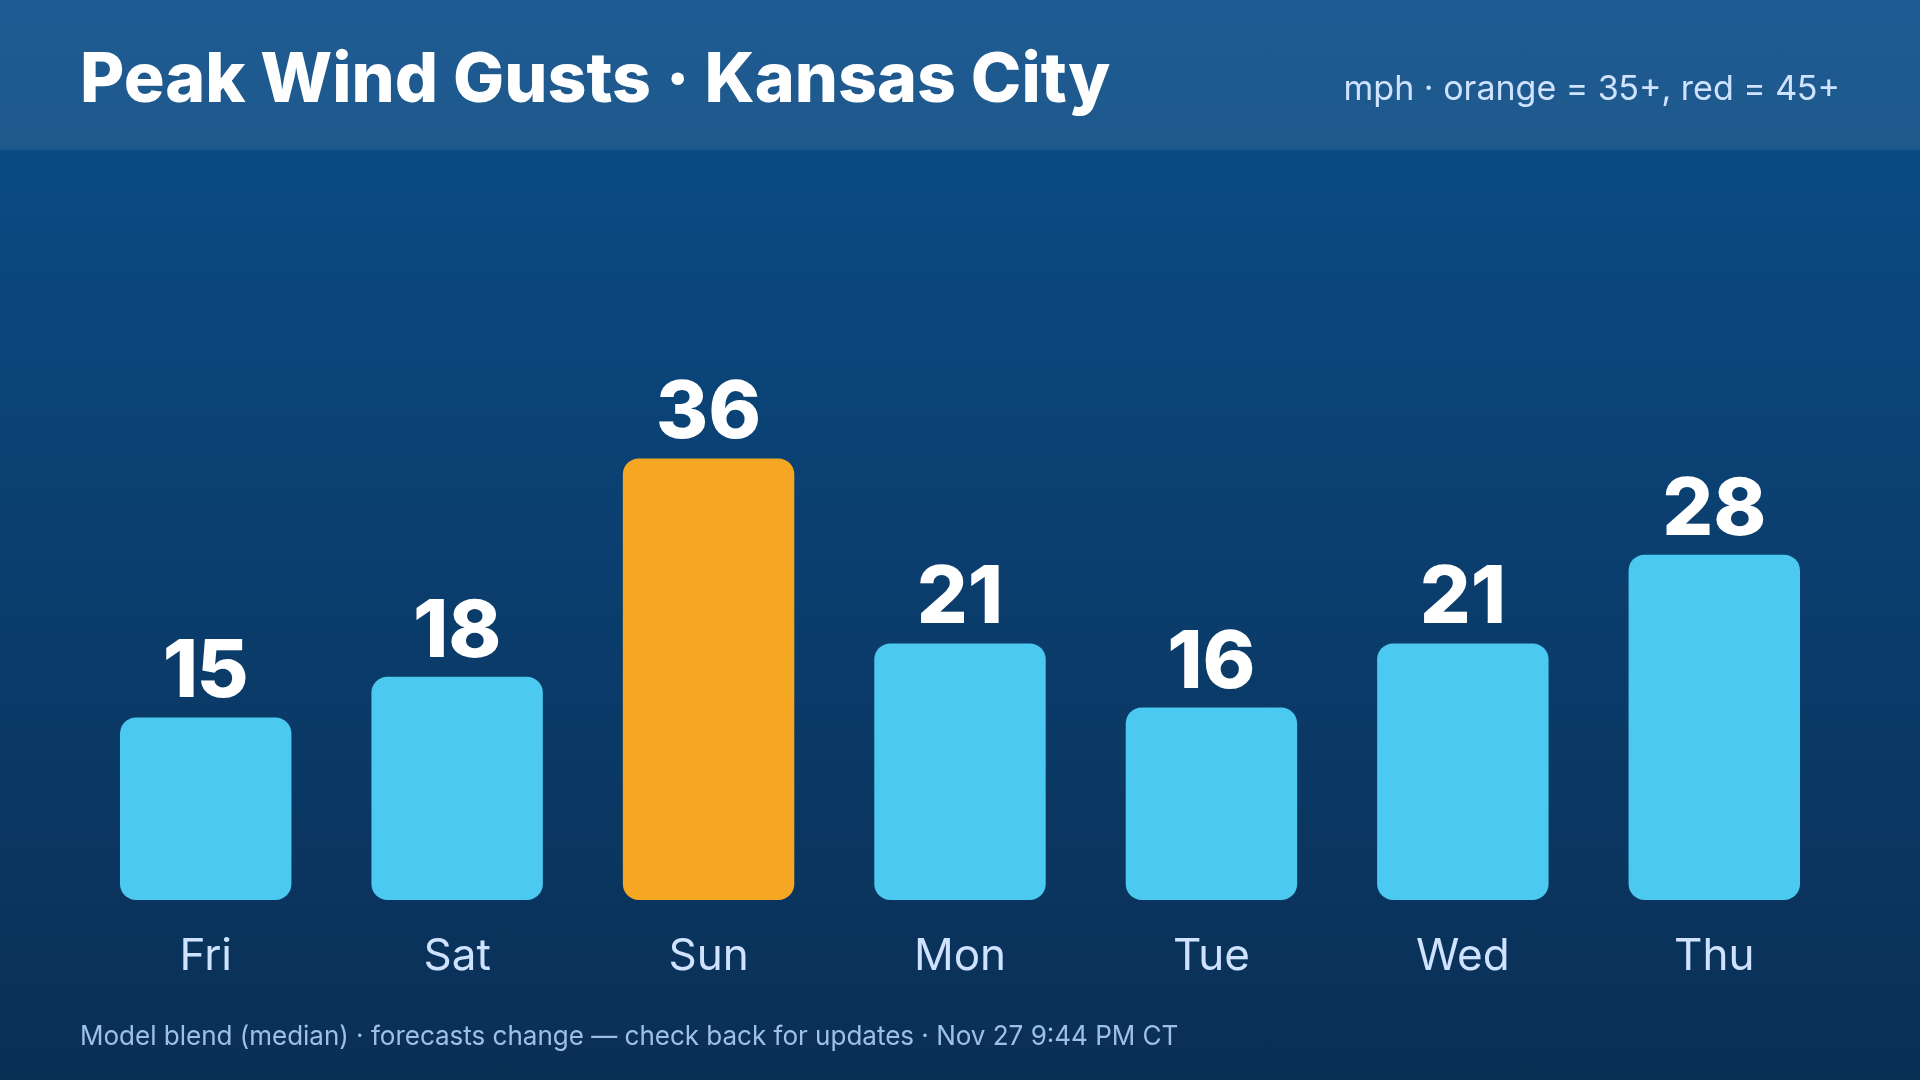 Peak Wind Gusts · Kansas City
mph · orange = 35+, red = 45+
15
18
36
21
16
21
28
Fri
Sat
Sun
Mon
Tue
Wed
Thu
Model blend (median) · forecasts change — check back for updates · Nov 27 9:44 PM CT